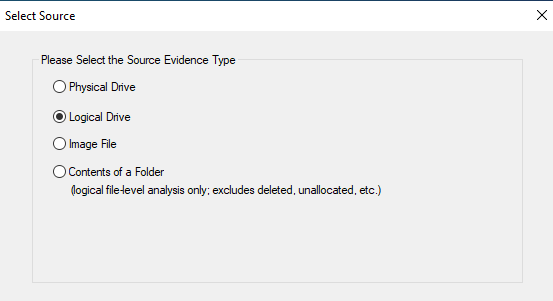 Select Source
Please Select the Source Evidence Type
Physical Drive
Logical Drive
Image File
Contents of a Folder
(logical file-level analysis only; excludes deleted, unallocated, etc.)